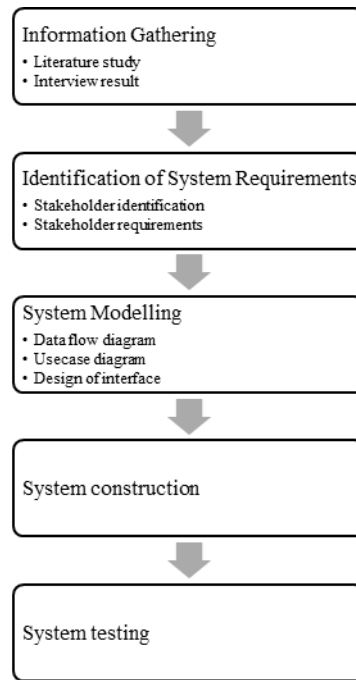 Information Gathering
• Literature study
• Interview result
Identification of System Requirements
• Stakeholder identification
• Stakeholder requirements
System Modelling
• Data flow diagram
• Usecase diagram
• Design of interface
System construction
System testing